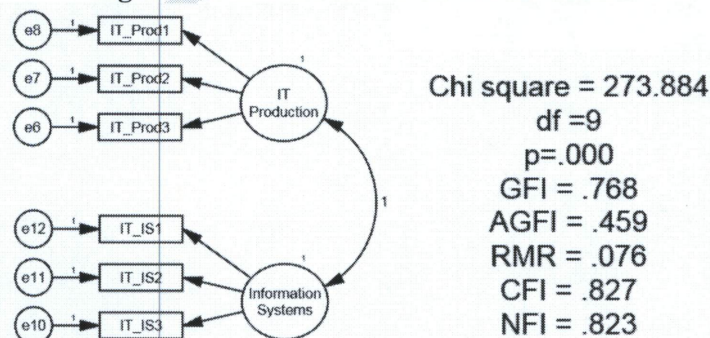 e8 1 IT_Prod1
1
e7 1 IT_Prod2
IT
Production
e6 1 IT_Prod3
1
e12 1 IT_IS1
1
e11 1 IT_IS2
Information
Systems
e10 1 IT_IS3
Chi square = 273.884
df =9
p=.000
GFI = .768
AGFI = .459
RMR = .076
CFI = .827
NFI = .823